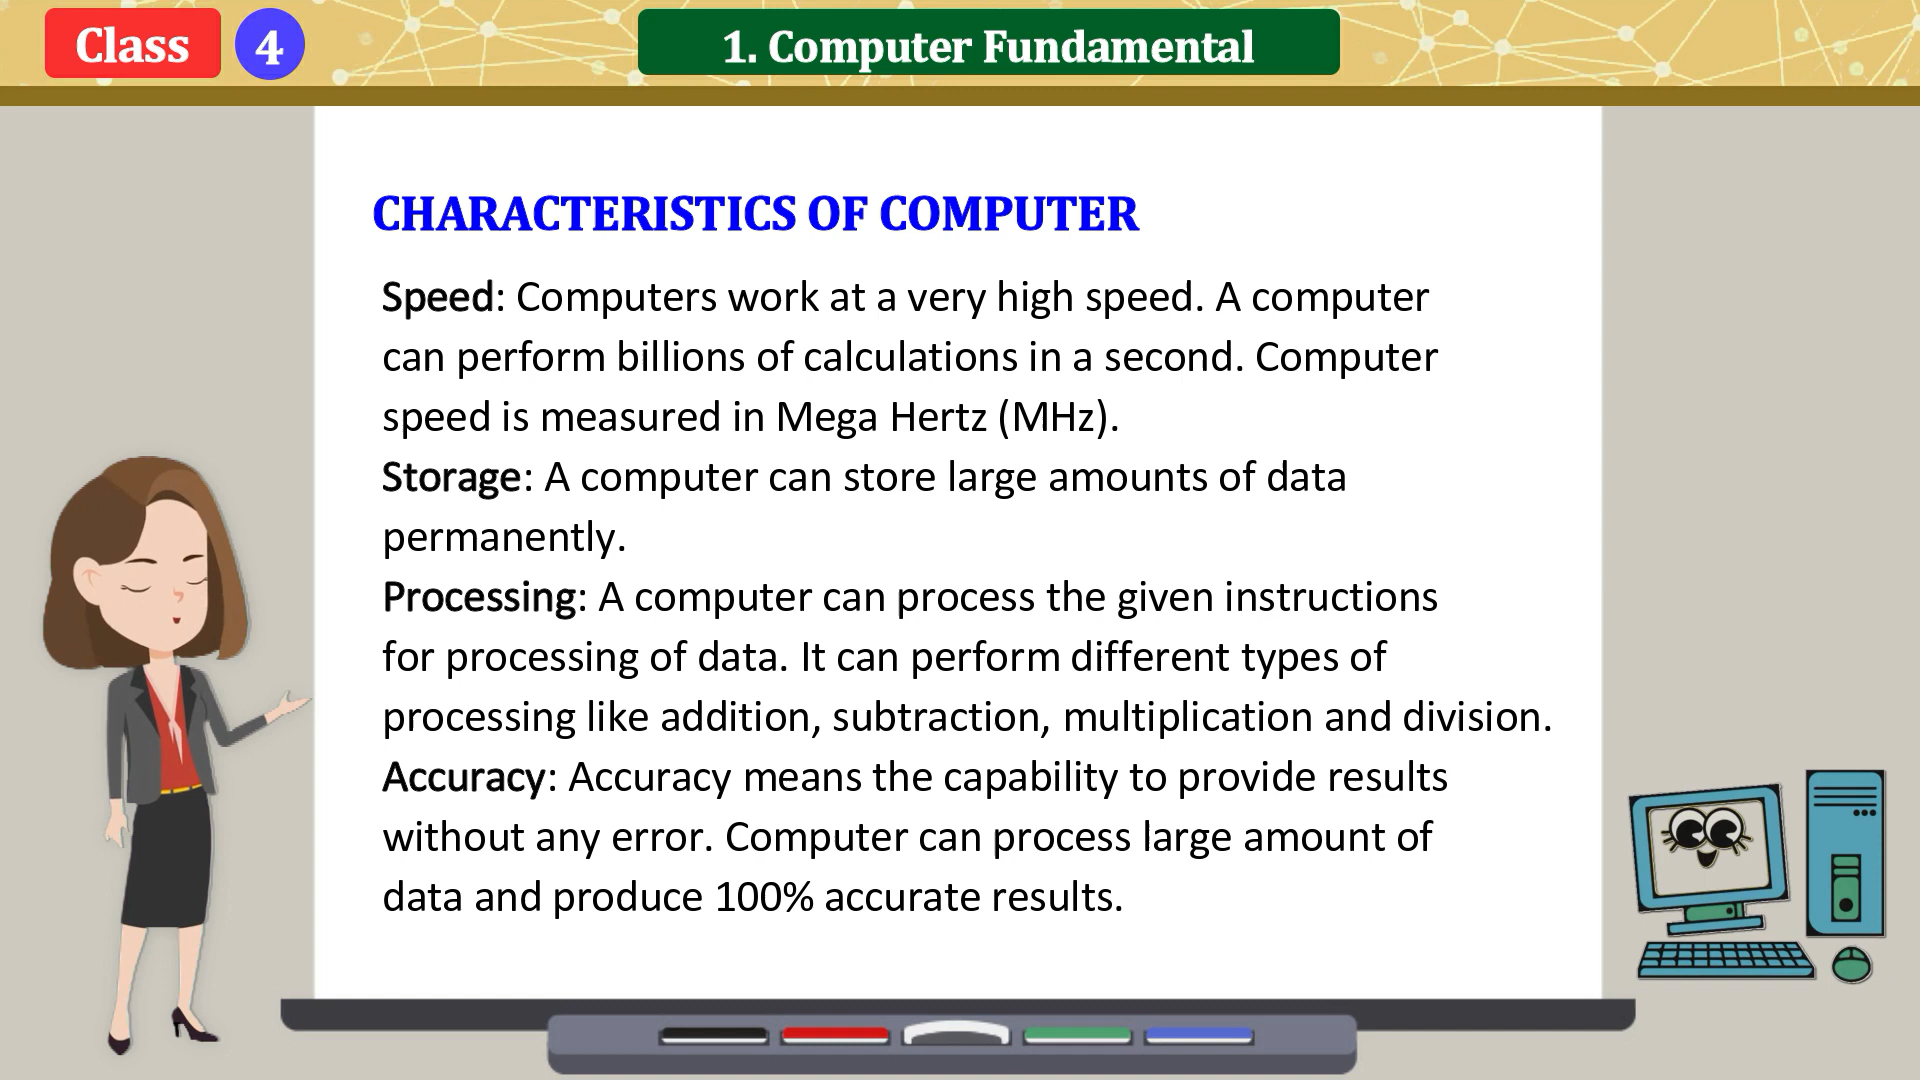 Class 4
1. Computer Fundamental
CHARACTERISTICS OF COMPUTER
Speed: Computers work at a very high speed. A computer
can perform billions of calculations in a second. Computer
speed is measured in Mega Hertz (MHz).
Storage: A computer can store large amounts of data
permanently.
Processing: A computer can process the given instructions
for processing of data. It can perform different types of
processing like addition, subtraction, multiplication and division.
Accuracy: Accuracy means the capability to provide results
without any error. Computer can process large amount of
data and produce 100% accurate results.